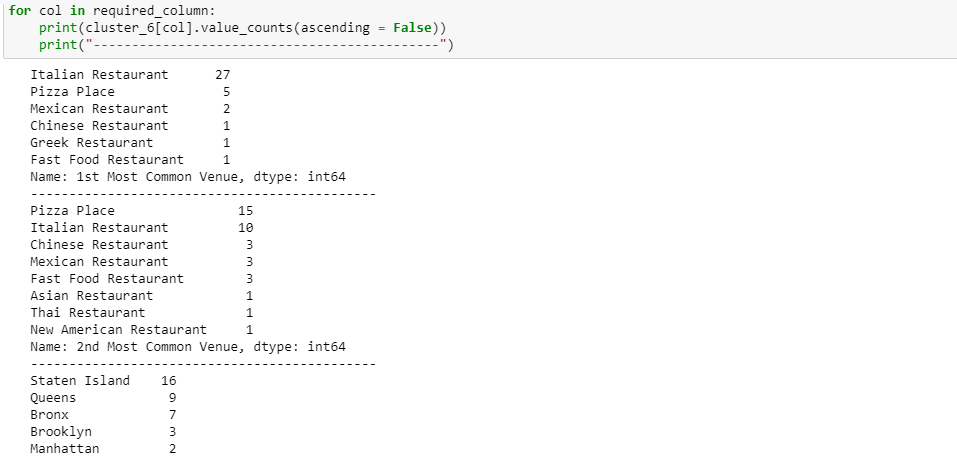 for col in required_column:
    print(cluster_6[col].value_counts(ascending = False))
    print("---------------------------------------------")
Italian Restaurant      27
Pizza Place              5
Mexican Restaurant       2
Chinese Restaurant       1
Greek Restaurant         1
Fast Food Restaurant     1
Name: 1st Most Common Venue, dtype: int64
---------------------------------------------
Pizza Place                15
Italian Restaurant         10
Chinese Restaurant          3
Mexican Restaurant          3
Fast Food Restaurant        3
Asian Restaurant            1
Thai Restaurant             1
New American Restaurant     1
Name: 2nd Most Common Venue, dtype: int64
---------------------------------------------
Staten Island    16
Queens            9
Bronx             7
Brooklyn          3
Manhattan         2